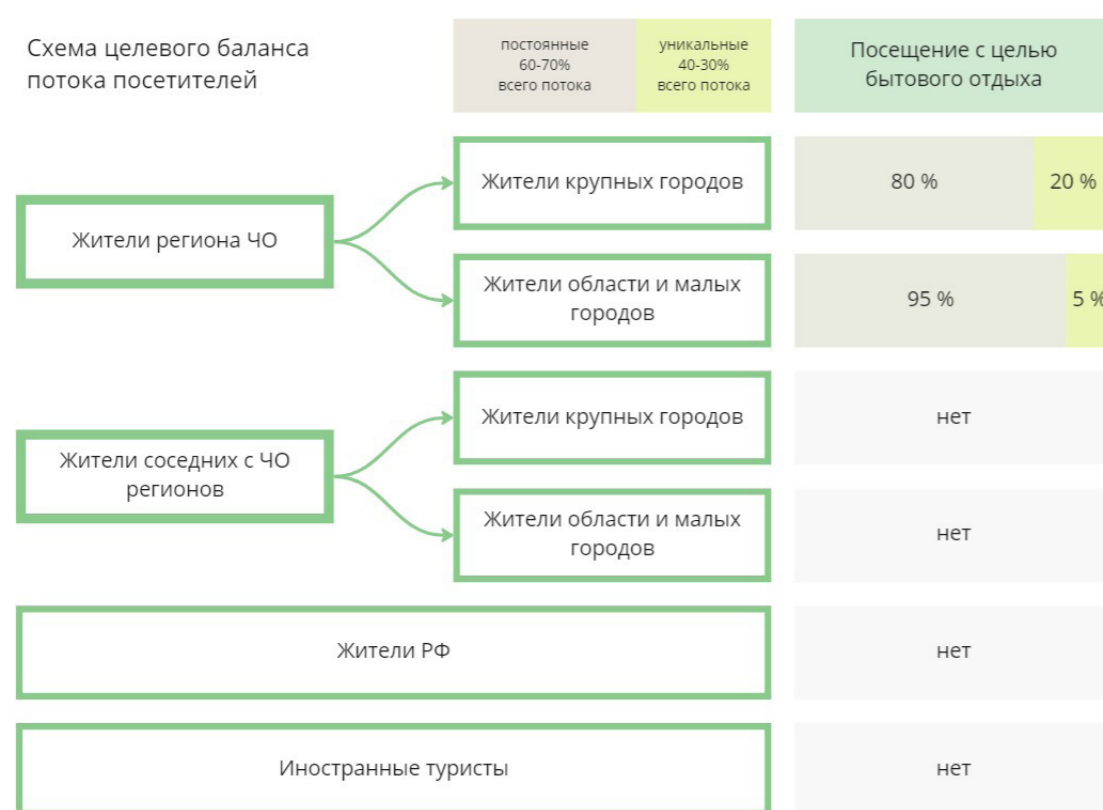 Схема целевого баланса
потока посетителей
постоянные
60-70%
всего потока
уникальные
40-30%
всего потока
Посещение с целью
бытового отдыха
Жители региона ЧО
Жители крупных городов
80 %
20 %
Жители области и малых
городов
95 %
5 %
Жители соседних с ЧО
регионов
Жители крупных городов
нет
Жители области и малых
городов
нет
Жители РФ
нет
Иностранные туристы
нет